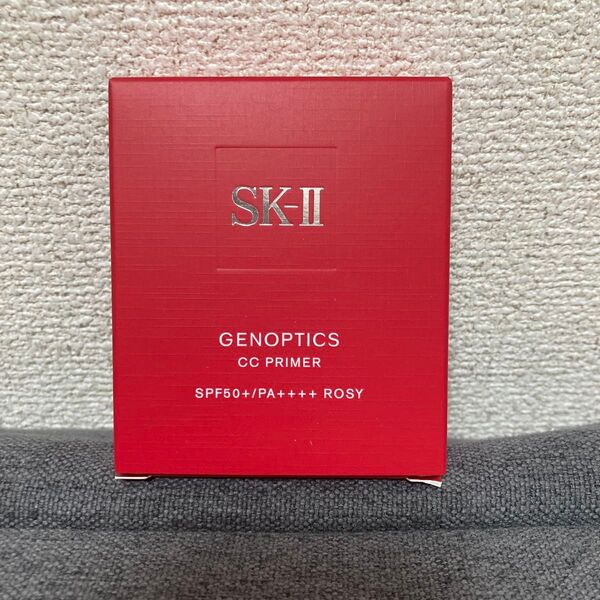 SK-II
GENOPTICS
CC PRIMER
SPF50+/PA++++ ROSY